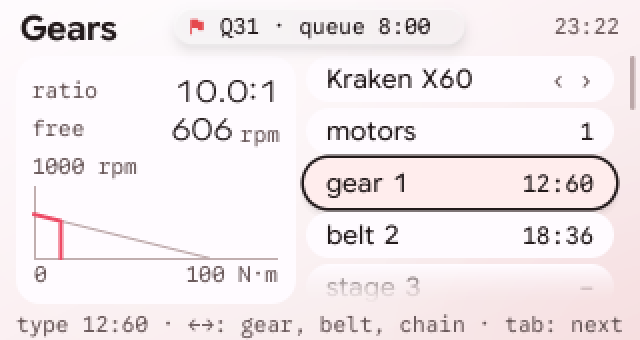 Gears
Q31 · queue 8:00
23:22
ratio 10.0:1
free 606 rpm
1000 rpm
0 100 N·m
Kraken X60 ‹ ›
motors 1
gear 1 12:60
belt 2 18:36
stage 3 –
type 12:60 · ↔: gear, belt, chain · tab: next